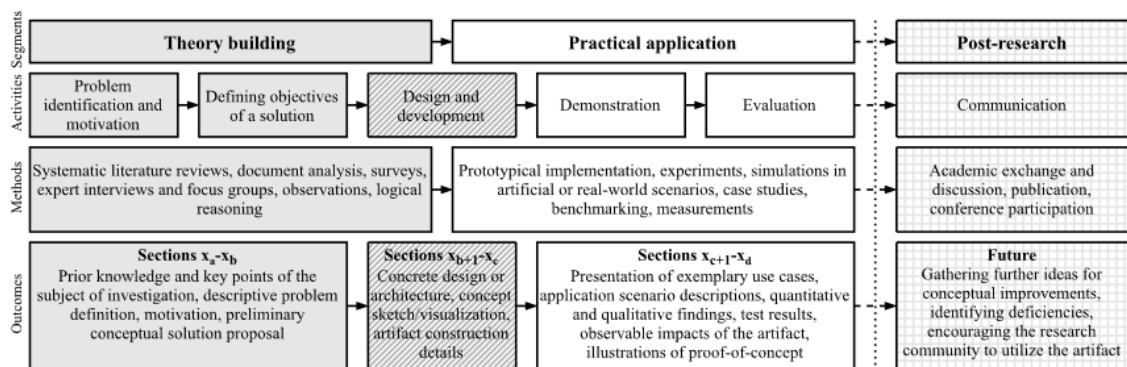 Segments
Theory building
Practical application
Post-research
Activities
Problem
identification and
motivation
Defining objectives
of a solution
Design and
development
Demonstration
Evaluation
Communication
Methods
Systematic literature reviews, document analysis, surveys,
expert interviews and focus groups, observations, logical
reasoning
Prototypical implementation, experiments, simulations in
artificial or real-world scenarios, case studies,
benchmarking, measurements
Academic exchange and
discussion, publication,
conference participation
Outcomes
Sections xa-xb
Prior knowledge and key points of the
subject of investigation, descriptive problem
definition, motivation, preliminary
conceptual solution proposal
Sections xb+1-xc
Concrete design or
architecture, concept
sketch/visualization,
artifact construction
details
Sections xc+1-xd
Presentation of exemplary use cases,
application scenario descriptions, quantitative
and qualitative findings, test results,
observable impacts of the artifact,
illustrations of proof-of-concept
Future
Gathering further ideas for
conceptual improvements,
identifying deficiencies,
encouraging the research
community to utilize the artifact